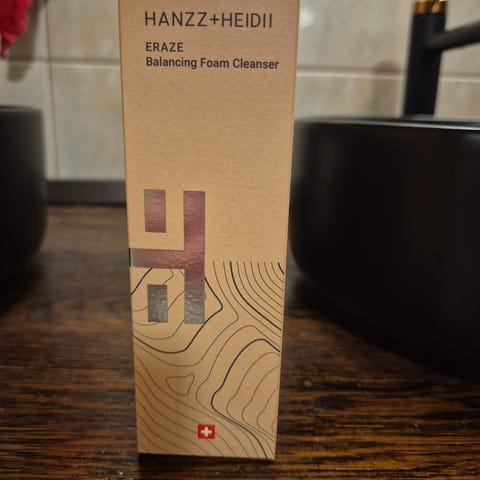 HANZZ+HEIDII
ERAZE
Balancing Foam Cleanser